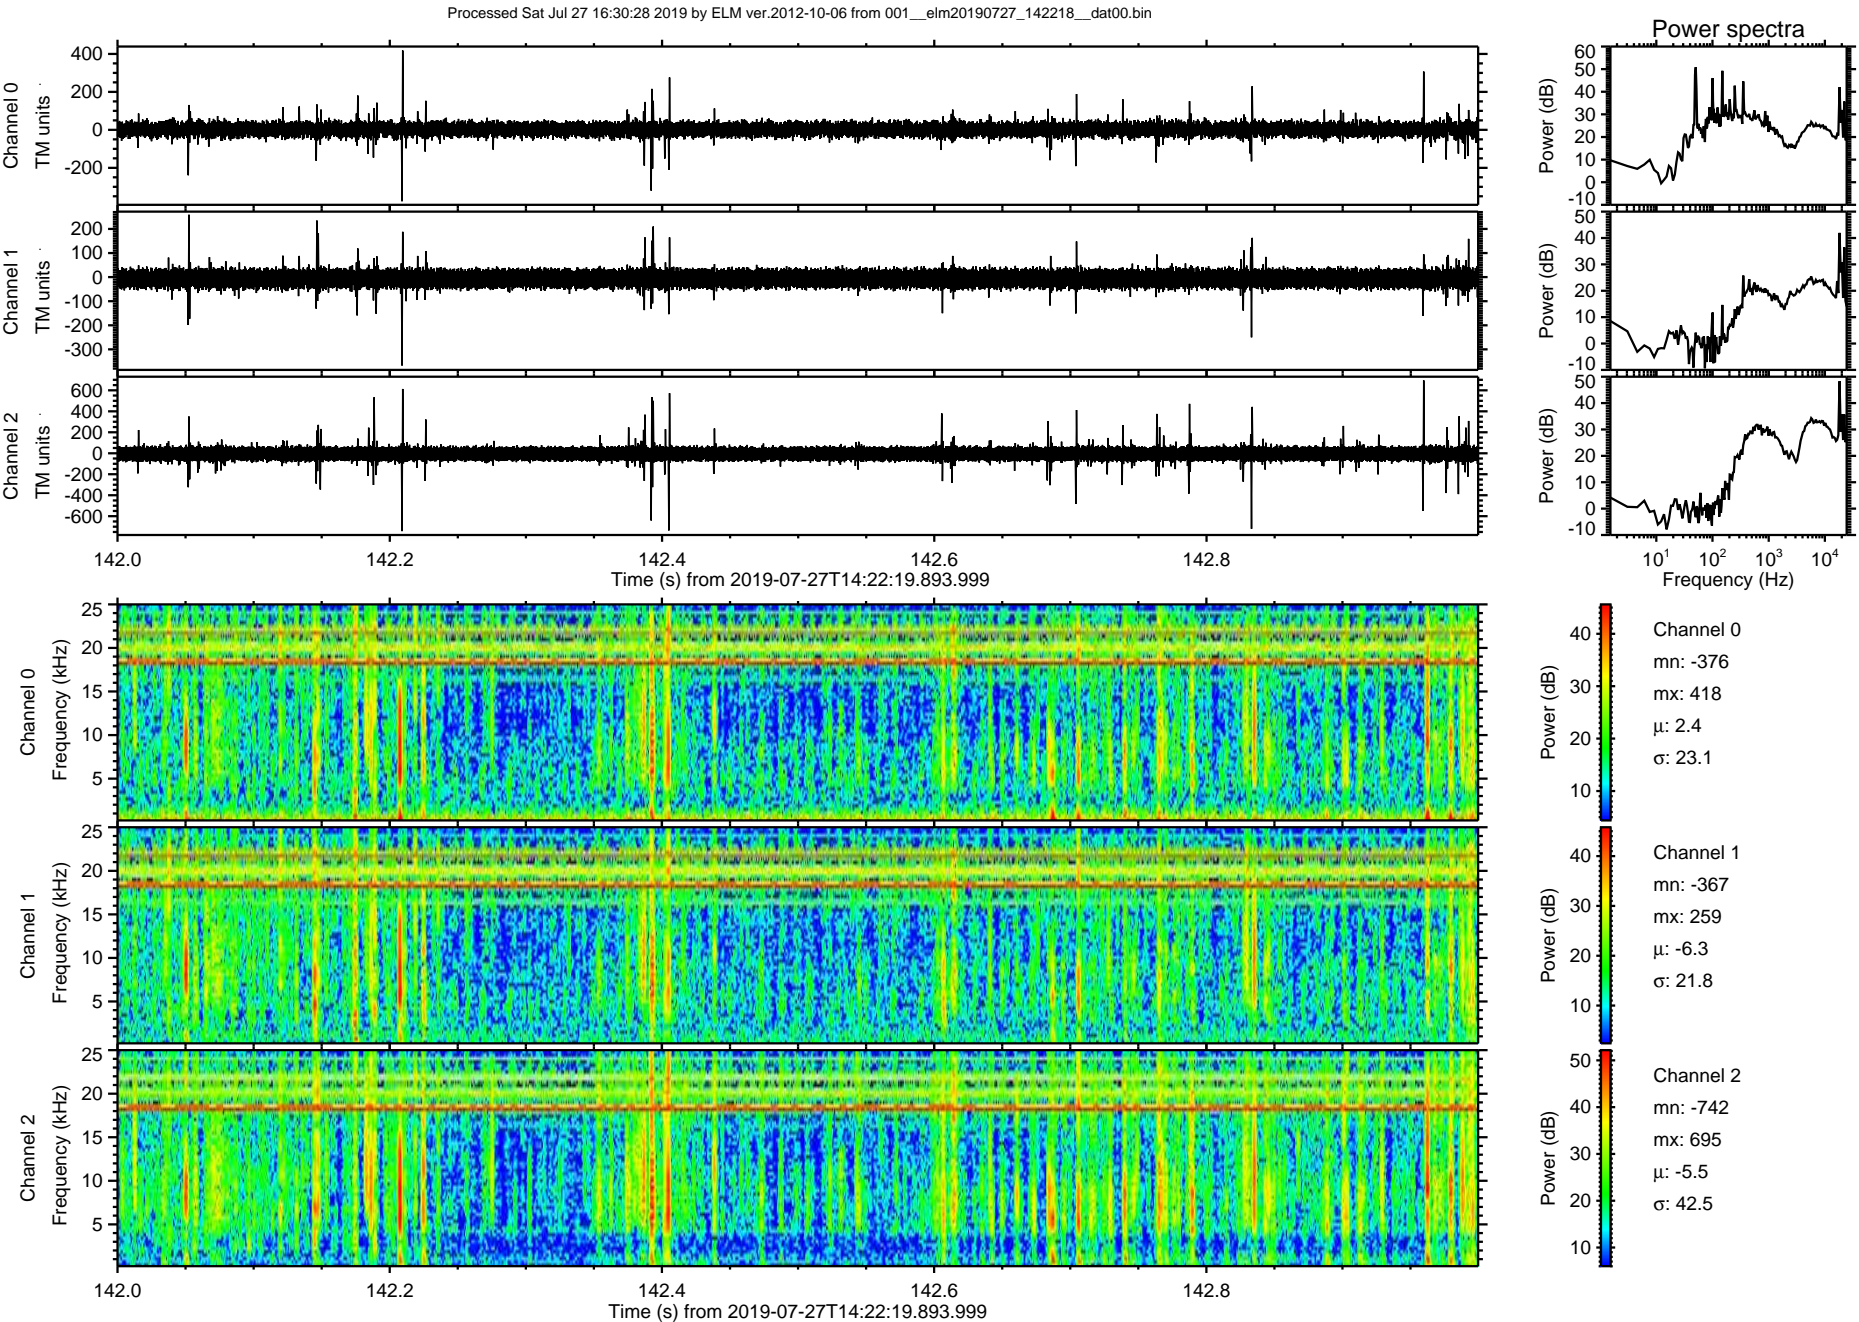 Processed Sat Jul 27 16:30:28 2019 by ELM ver.2012-10-06 from 001__elm20190727_142218__dat00.bin
Channel 0
TM units
400
200
0
-200
Channel 1
TM units
200
100
0
-100
-200
-300
Channel 2
TM units
600
400
200
0
-200
-400
-600
142.0 142.2 142.4 142.6 142.8
Time (s) from 2019-07-27T14:22:19.893.999
Power spectra
Power (dB)
60
50
40
30
20
10
0
-10
Power (dB)
50
40
30
20
10
0
-10
Power (dB)
50
40
30
20
10
0
-10
10¹ 10² 10³ 10⁴
Frequency (Hz)
Channel 0
Frequency (kHz)
25
20
15
10
5
Power (dB)
40
30
20
10
Channel 0
mn: -376
mx: 418
μ: 2.4
σ: 23.1
Channel 1
Frequency (kHz)
25
20
15
10
5
Power (dB)
40
30
20
10
Channel 1
mn: -367
mx: 259
μ: -6.3
σ: 21.8
Channel 2
Frequency (kHz)
25
20
15
10
5
Power (dB)
50
40
30
20
10
Channel 2
mn: -742
mx: 695
μ: -5.5
σ: 42.5
142.0 142.2 142.4 142.6 142.8
Time (s) from 2019-07-27T14:22:19.893.999